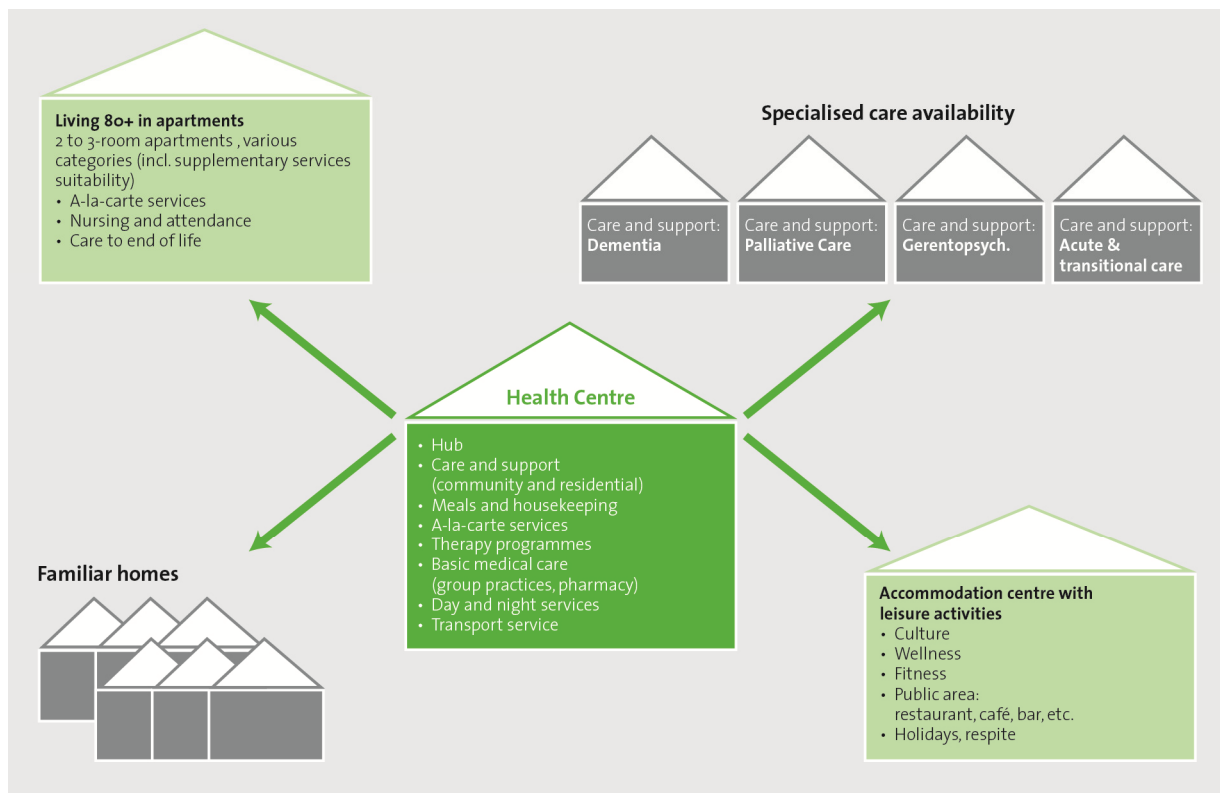 Living 80+ in apartments
2 to 3-room apartments , various
categories (incl. supplementary services
suitability)
• A-la-carte services
• Nursing and attendance
• Care to end of life
Specialised care availability
Care and support:
Dementia
Care and support:
Palliative Care
Care and support:
Gerentopsych.
Care and support:
Acute &
transitional care
Health Centre
• Hub
• Care and support
(community and residential)
• Meals and housekeeping
• A-la-carte services
• Therapy programmes
• Basic medical care
(group practices, pharmacy)
• Day and night services
• Transport service
Familiar homes
Accommodation centre with
leisure activities
• Culture
• Wellness
• Fitness
• Public area:
restaurant, café, bar, etc.
• Holidays, respite